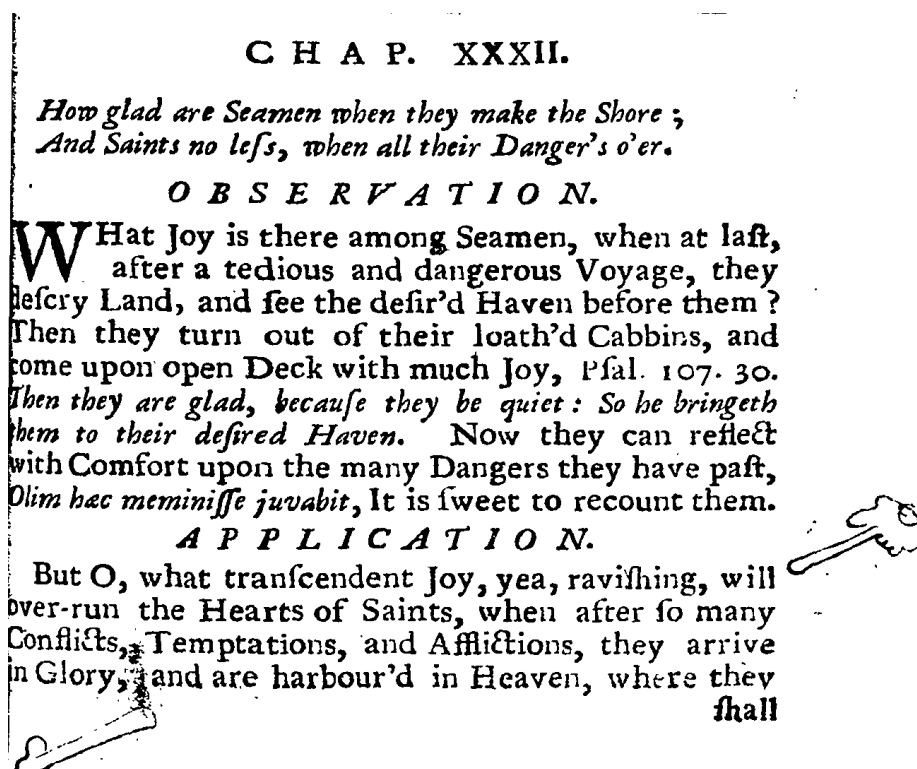 CHAP. XXXII.
How glad are Seamen when they make the Shore ;
And Saints no leſs, when all their Danger's o'er.
OBSERVATION.
WHat Joy is there among Seamen, when at laſt,
after a tedious and dangerous Voyage, they
deſcry Land, and ſee the deſir'd Haven before them ?
Then they turn out of their loath'd Cabbins, and
come upon open Deck with much Joy, Pſal. 107. 30.
Then they are glad, becauſe they be quiet : So he bringeth
them to their deſired Haven. Now they can reflect
with Comfort upon the many Dangers they have paſt,
Olim hæc meminiſſe juvabit, It is ſweet to recount them.
APPLICATION.
But O, what tranſcendent Joy, yea, raviſhing, will
over-run the Hearts of Saints, when after ſo many
Conflicts, Temptations, and Afflictions, they arrive
in Glory, and are harbour'd in Heaven, where they
ſhall